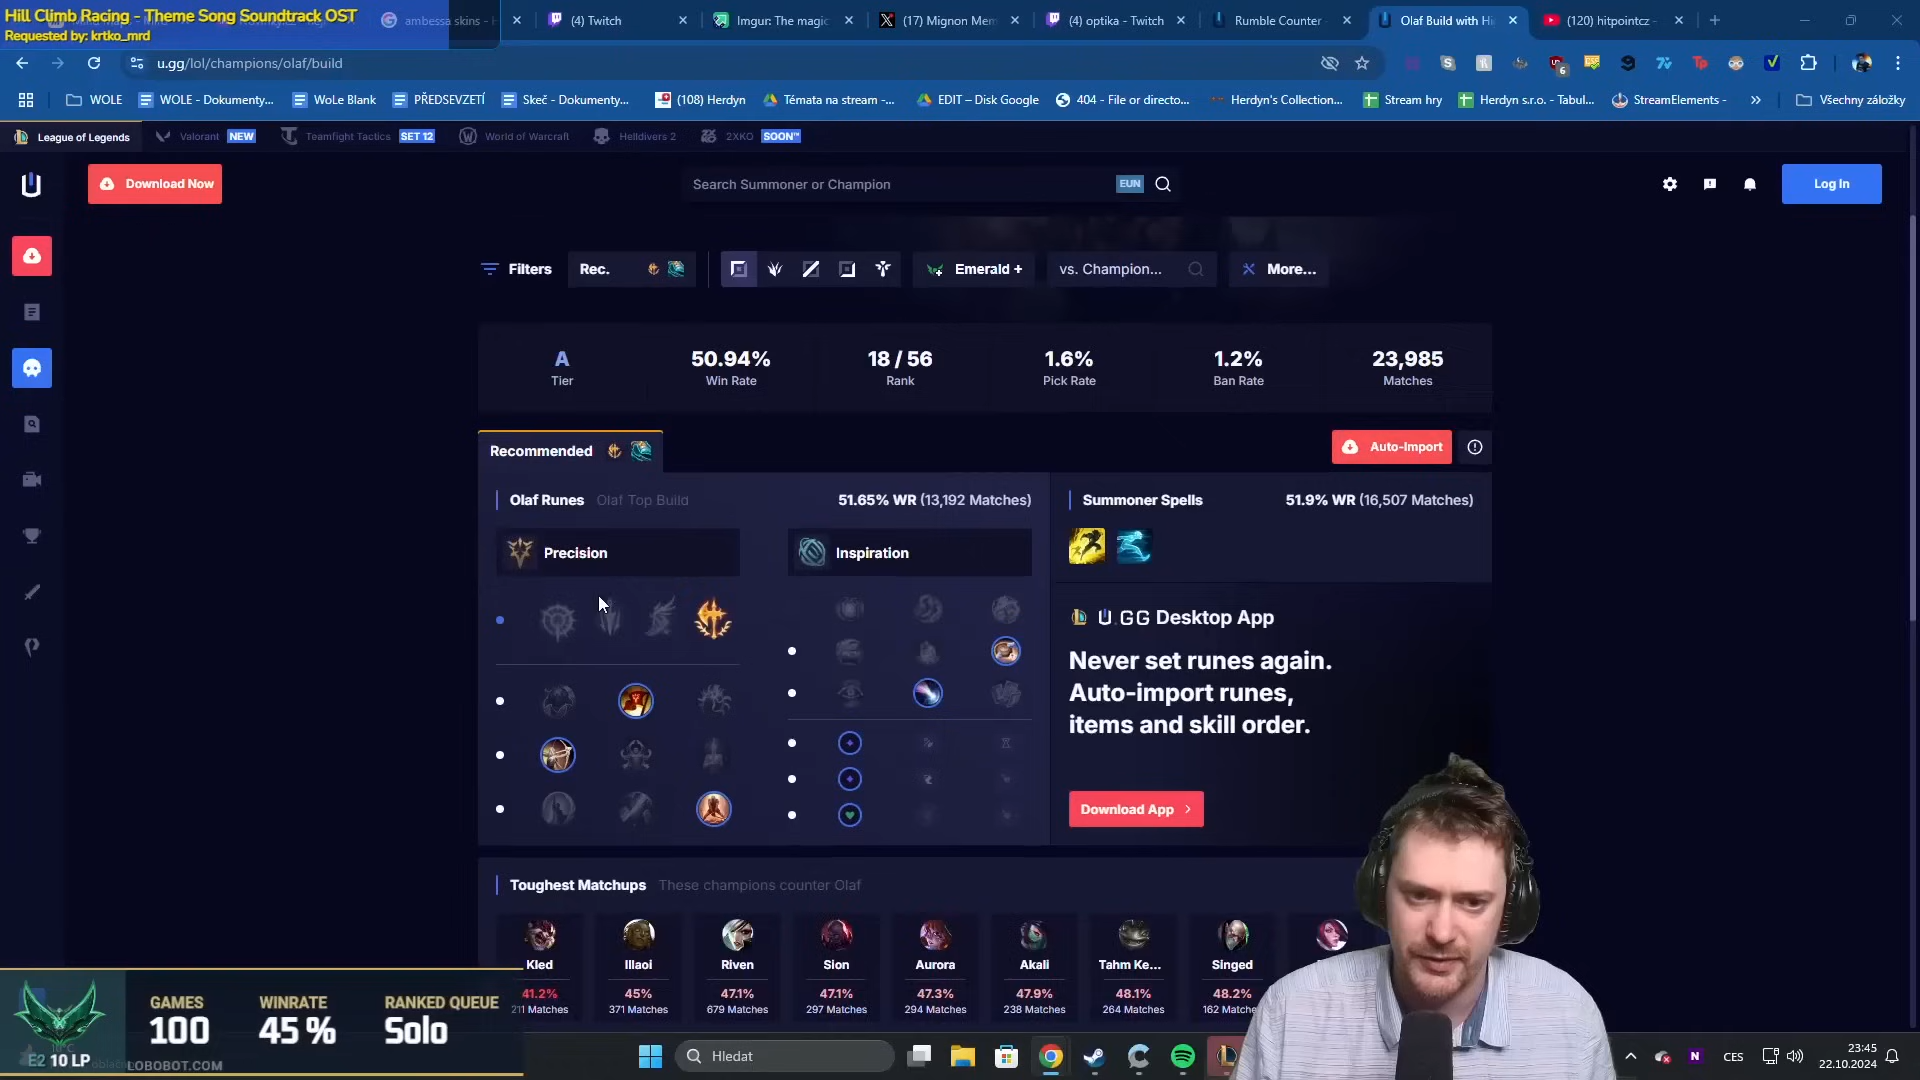 Hill Climb Racing - Theme Song Soundtrack OST
Requested by: krtko_mrd
ambessa skins - H
(4) Twitch
Imgur: The magic
(17) Mignon Mem
(4) optika - Twitch
Rumble Counter
Olaf Build with Hi
(120) hitpointcz -
u.gg/lol/champions/olaf/build
6
WOLE
WOLE - Dokumenty...
WoLe Blank
PŘEDSEVZETÍ
Skeč - Dokumenty...
(108) Herdyn
Témata na stream -...
EDIT – Disk Google
404 - File or directo...
Herdyn's Collection...
Stream hry
Herdyn s.r.o. - Tabul...
StreamElements -
Všechny záložky
League of Legends
Valorant NEW
Teamfight Tactics SET 12
World of Warcraft
Helldivers 2
2XKO SOON™
Download Now
Search Summoner or Champion
EUN
Log In
Filters
Rec.
Emerald +
vs. Champion...
More...
A
50.94%
18 / 56
1.6%
1.2%
23,985
Tier
Win Rate
Rank
Pick Rate
Ban Rate
Matches
Recommended
Auto-Import
Olaf Runes Olaf Top Build
51.65% WR (13,192 Matches)
Summoner Spells
51.9% WR (16,507 Matches)
Precision
Inspiration
U.GG Desktop App
Never set runes again.
Auto-import runes,
items and skill order.
Download App
Toughest Matchups These champions counter Olaf
Kled
Illaoi
Riven
Sion
Aurora
Akali
Tahm Ke...
Singed
41.2%
45%
47.1%
47.1%
47.3%
47.9%
48.1%
48.2%
211 Matches
371 Matches
679 Matches
297 Matches
294 Matches
238 Matches
264 Matches
162 Matches
GAMES
WINRATE
RANKED QUEUE
100
45 %
Solo
E2 10 LP
LOBOBOT.COM
Hledat
N
CES
23:45
22.10.2024